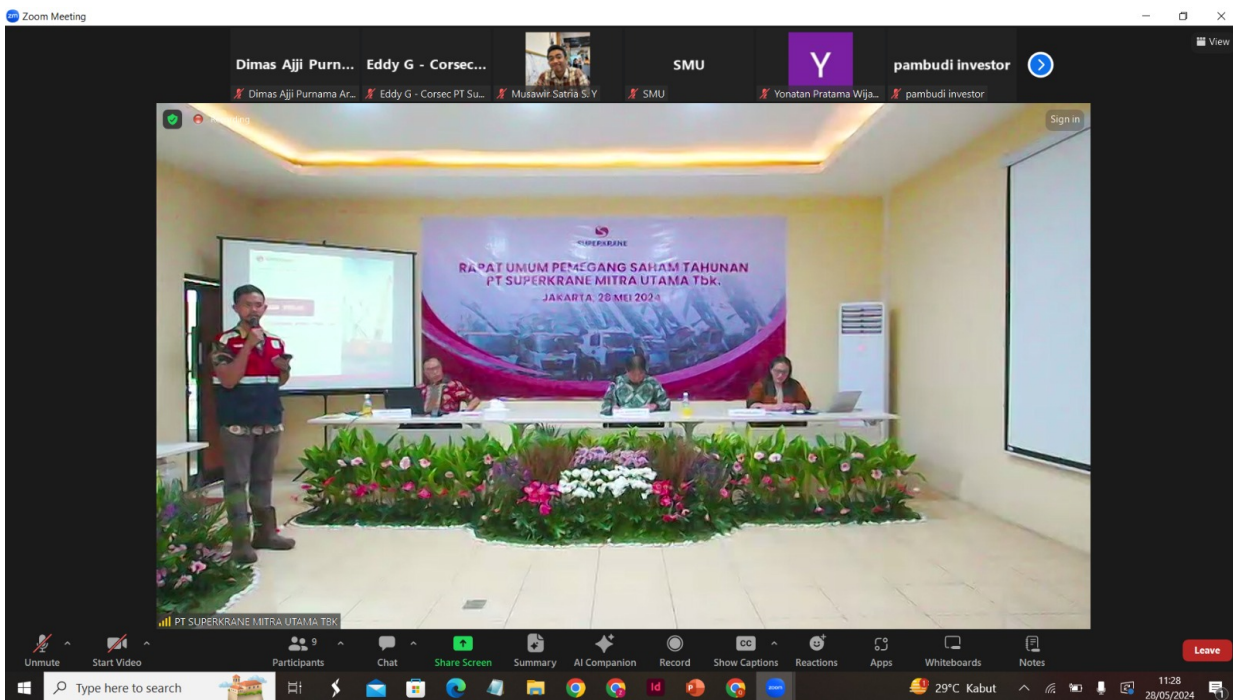 Zoom Meeting
View
Dimas Ajji Purn...
Eddy G - Corsec...
SMU
Y
pambudi investor
Dimas Ajji Purnama Ar...
Eddy G - Corsec PT Su...
Musawir Satria S. Y
SMU
Yonatan Pratama Wija...
pambudi investor
Sign in
SUPERKRANE
RAPAT UMUM PEMEGANG SAHAM TAHUNAN
PT SUPERKRANE MITRA UTAMA Tbk.
JAKARTA, 28 MEI 2024
PT SUPERKRANE MITRA UTAMA TBK
9
Unmute
Start Video
Participants
Chat
Share Screen
Summary
AI Companion
Record
CC
Show Captions
Reactions
Apps
Whiteboards
Notes
Leave
Type here to search
29°C Kabut
11:28
28/05/2024